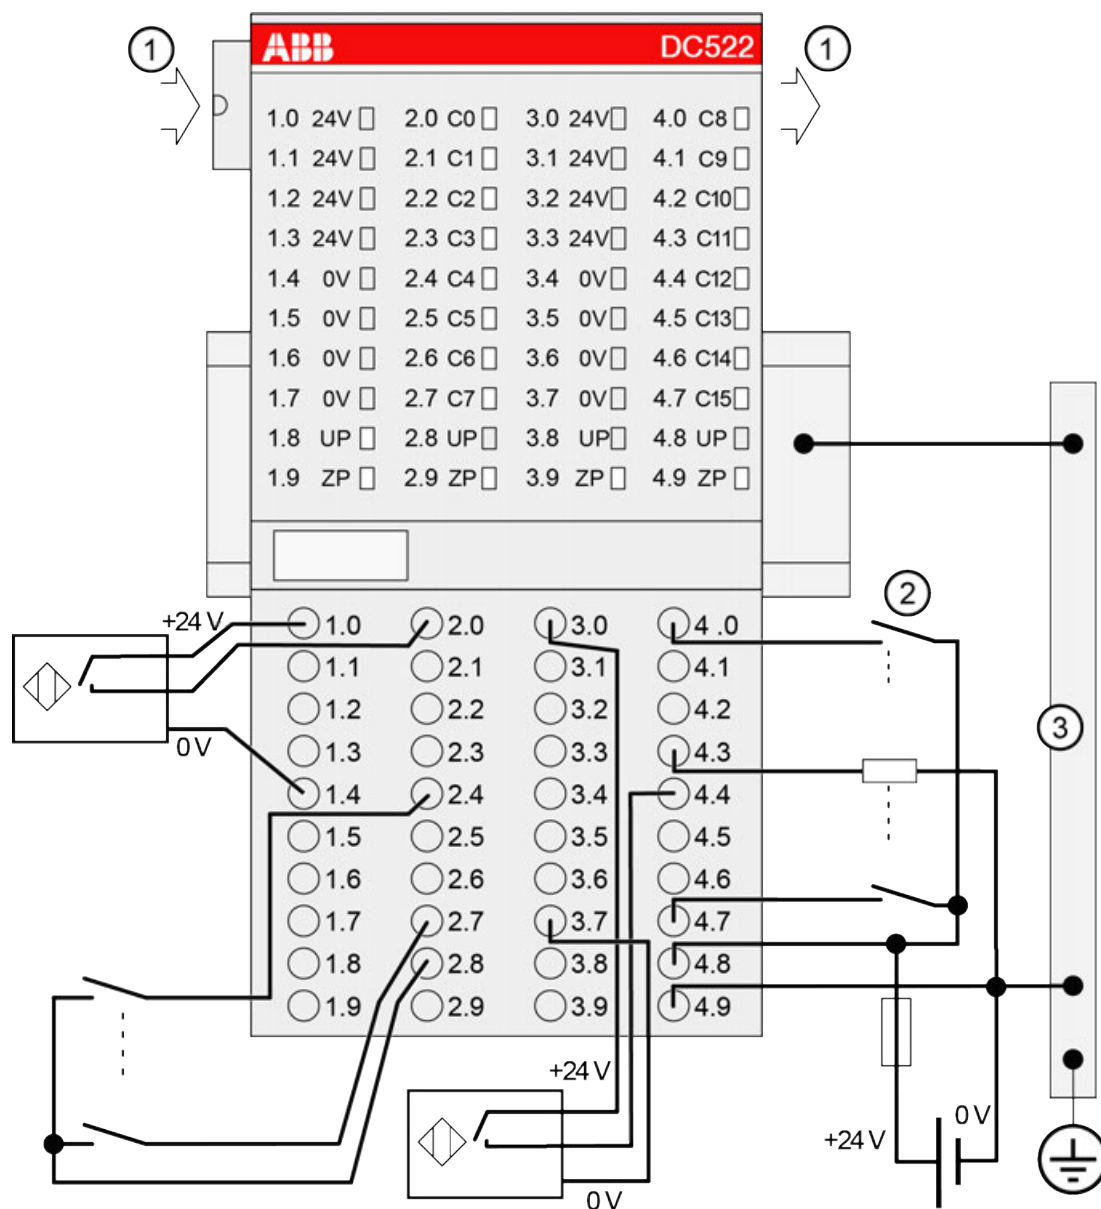 1 ABB DC522 1
1.0 24V 2.0 C0 3.0 24V 4.0 C8
1.1 24V 2.1 C1 3.1 24V 4.1 C9
1.2 24V 2.2 C2 3.2 24V 4.2 C10
1.3 24V 2.3 C3 3.3 24V 4.3 C11
1.4 0V 2.4 C4 3.4 0V 4.4 C12
1.5 0V 2.5 C5 3.5 0V 4.5 C13
1.6 0V 2.6 C6 3.6 0V 4.6 C14
1.7 0V 2.7 C7 3.7 0V 4.7 C15
1.8 UP 2.8 UP 3.8 UP 4.8 UP
1.9 ZP 2.9 ZP 3.9 ZP 4.9 ZP
2
+24 V 1.0 2.0 3.0 4 .0
1.1 2.1 3.1 4.1
1.2 2.2 3.2 4.2
3
0 V 1.3 2.3 3.3 4.3
1.4 2.4 3.4 4.4
1.5 2.5 3.5 4.5
1.6 2.6 3.6 4.6
1.7 2.7 3.7 4.7
1.8 2.8 3.8 4.8
1.9 2.9 3.9 4.9
+24 V
0 V
+24 V
0 V